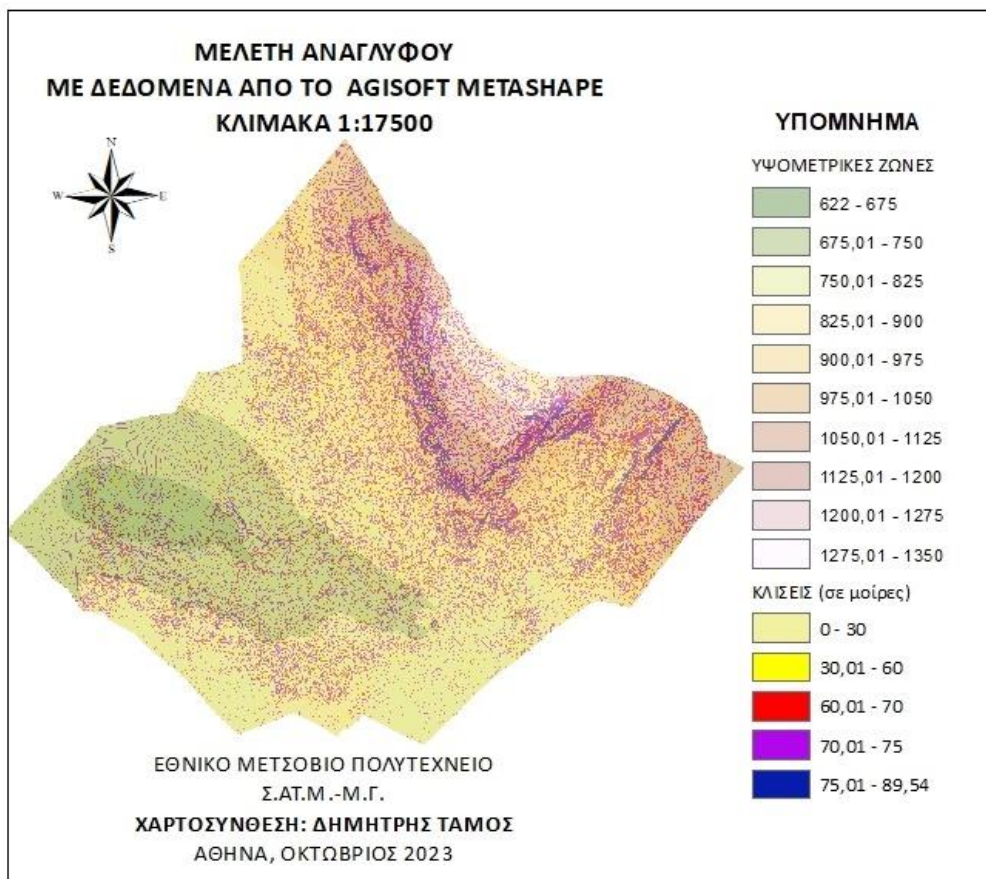 ΜΕΛΕΤΗ ΑΝΑΓΛΥΦΟΥ
ΜΕ ΔΕΔΟΜΕΝΑ ΑΠΟ ΤΟ AGISOFT METASHAPE
ΚΛΙΜΑΚΑ 1:17500
N
W
E
S
ΥΠΟΜΝΗΜΑ
ΥΨΟΜΕΤΡΙΚΕΣ ΖΩΝΕΣ
622 - 675
675,01 - 750
750,01 - 825
825,01 - 900
900,01 - 975
975,01 - 1050
1050,01 - 1125
1125,01 - 1200
1200,01 - 1275
1275,01 - 1350
ΚΛΙΣΕΙΣ (σε μοίρες)
0 - 30
30,01 - 60
60,01 - 70
70,01 - 75
75,01 - 89,54
ΕΘΝΙΚΟ ΜΕΤΣΟΒΙΟ ΠΟΛΥΤΕΧΝΕΙΟ
Σ.ΑΤ.Μ.-Μ.Γ.
ΧΑΡΤΟΣΥΝΘΕΣΗ: ΔΗΜΗΤΡΗΣ ΤΑΜΟΣ
ΑΘΗΝΑ, ΟΚΤΩΒΡΙΟΣ 2023